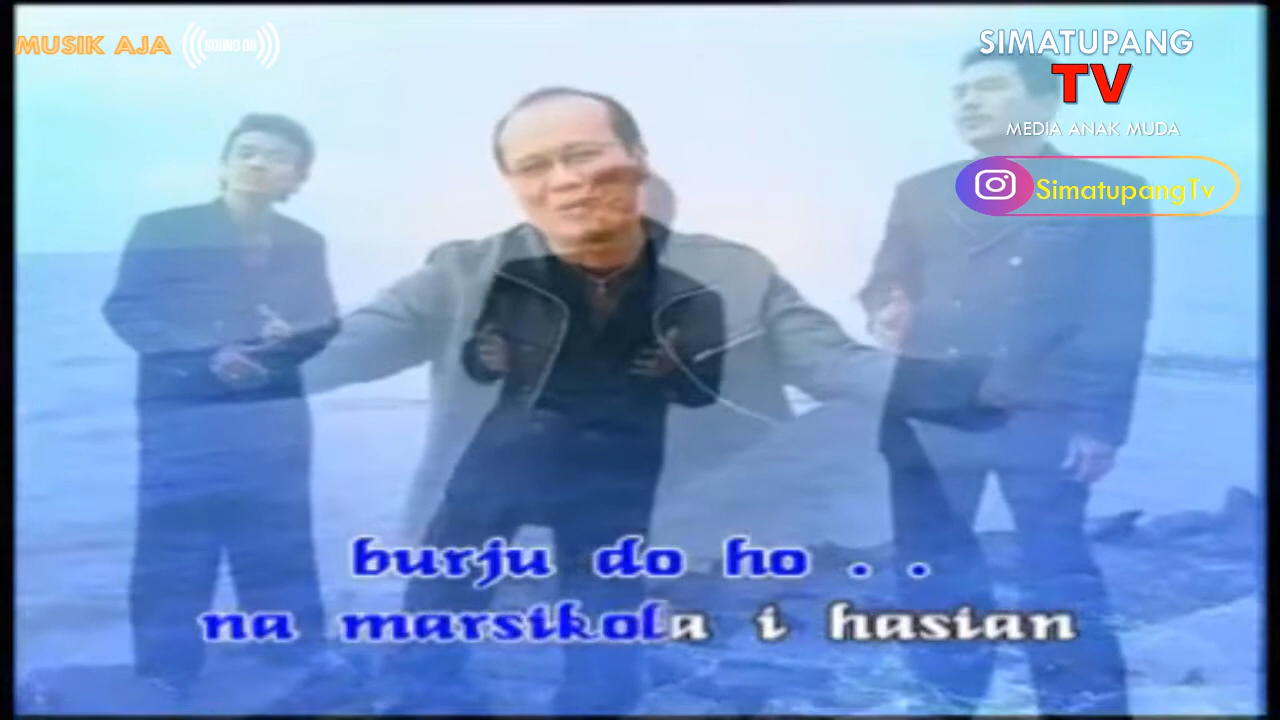 MUSIK AJA
SOUND ON
SIMATUPANG
TV
MEDIA ANAK MUDA
SimatupangTv
burju do ho . .
na marsikola i hasian